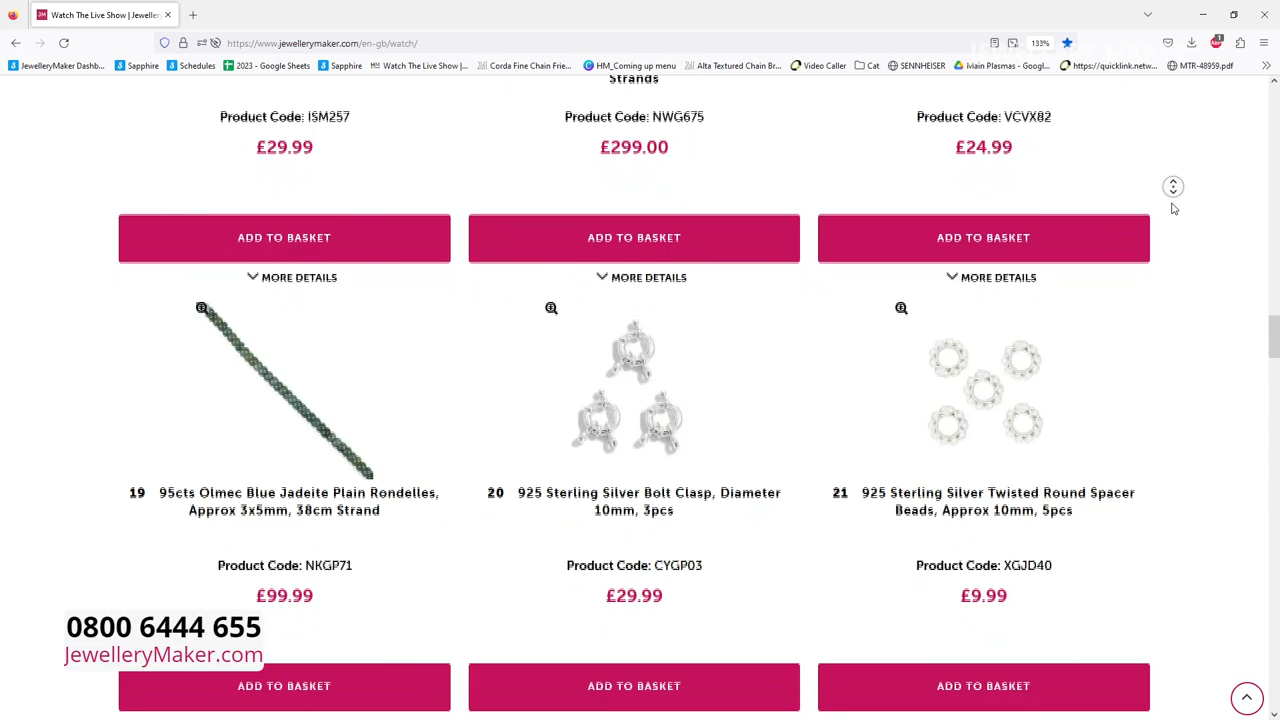 Watch The Live Show | Jeweller
https://www.jewellerymaker.com/en-gb/watch/
133%
JewelleryMaker Dashb...
Sapphire
Schedules
2023 - Google Sheets
Sapphire
Watch The Live Show |...
Corda Fine Chain Frie...
HM_Coming up menu
Alta Textured Chain Br...
Video Caller
Cat
SENNHEISER
Main Plasmas - Googl...
https://quicklink.netw...
MTR-48959.pdf
Strands
Product Code: ISM257
Product Code: NWG675
Product Code: VCVX82
£29.99
£299.00
£24.99
ADD TO BASKET
ADD TO BASKET
ADD TO BASKET
MORE DETAILS
MORE DETAILS
MORE DETAILS
19 95cts Olmec Blue Jadeite Plain Rondelles,
Approx 3x5mm, 38cm Strand
20 925 Sterling Silver Bolt Clasp, Diameter
10mm, 3pcs
21 925 Sterling Silver Twisted Round Spacer
Beads, Approx 10mm, 5pcs
Product Code: NKGP71
Product Code: CYGP03
Product Code: XGJD40
£99.99
£29.99
£9.99
0800 6444 655
JewelleryMaker.com
ADD TO BASKET
ADD TO BASKET
ADD TO BASKET